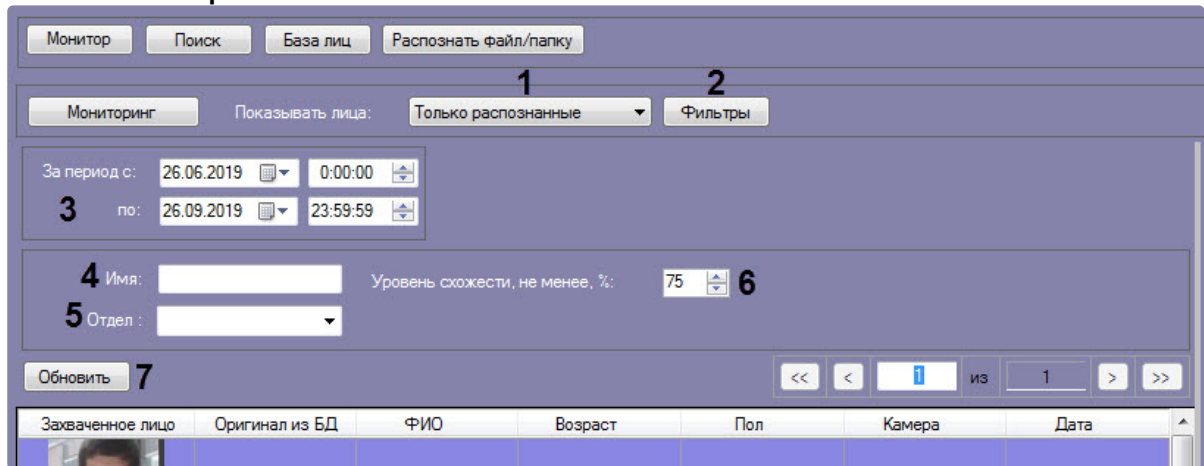 Монитор Поиск База лиц Распознать файл/папку
1 2
Мониторинг Показывать лица: Только распознанные Фильтры
За период с: 26.06.2019 0:00:00
3 по: 26.09.2019 23:59:59
4 Имя: Уровень схожести, не менее, %: 75 6
5 Отдел :
Обновить 7 << < 1 из 1 > >>
Захваченное лицо Оригинал из БД ФИО Возраст Пол Камера Дата